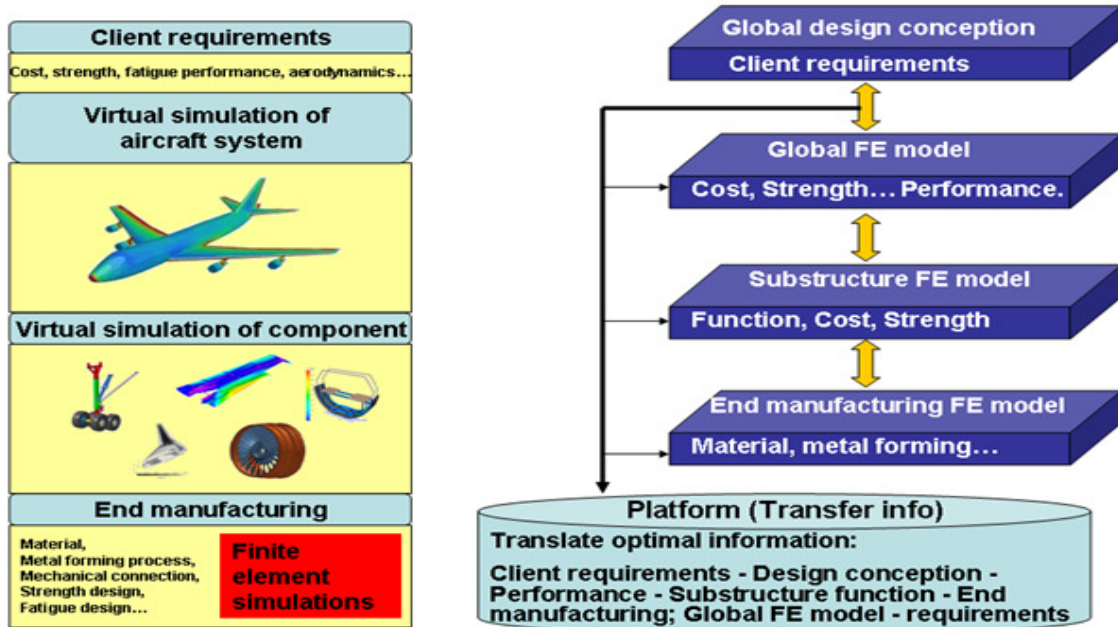 Client requirements
Cost, strength, fatigue performance, aerodynamics...
Virtual simulation of
aircraft system
Virtual simulation of component
End manufacturing
Material,
Metal forming process,
Mechanical connection,
Strength design,
Fatigue design...
Finite
element
simulations
Global design conception
Client requirements
Global FE model
Cost, Strength... Performance.
Substructure FE model
Function, Cost, Strength
End manufacturing FE model
Material, metal forming...
Platform (Transfer info)
Translate optimal information:
Client requirements - Design conception -
Performance - Substructure function - End
manufacturing; Global FE model - requirements